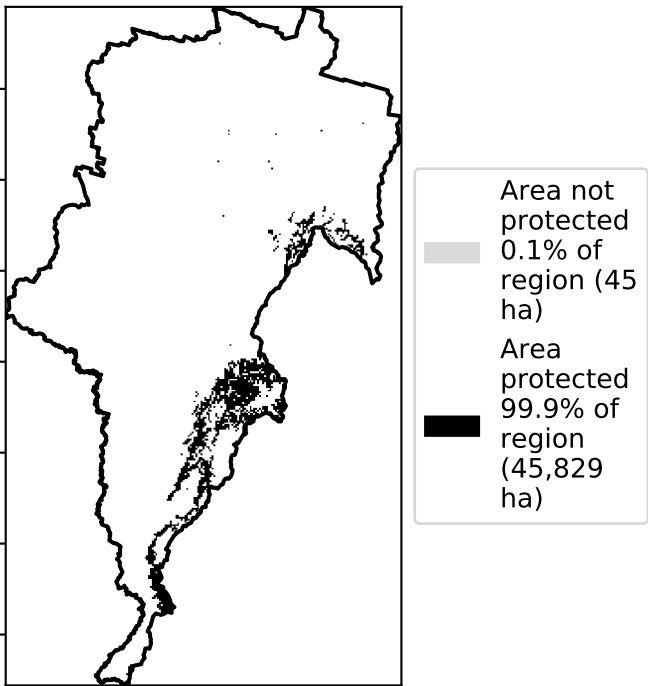 Area not
protected
0.1% of
region (45
ha)
Area
protected
99.9% of
region
(45,829
ha)